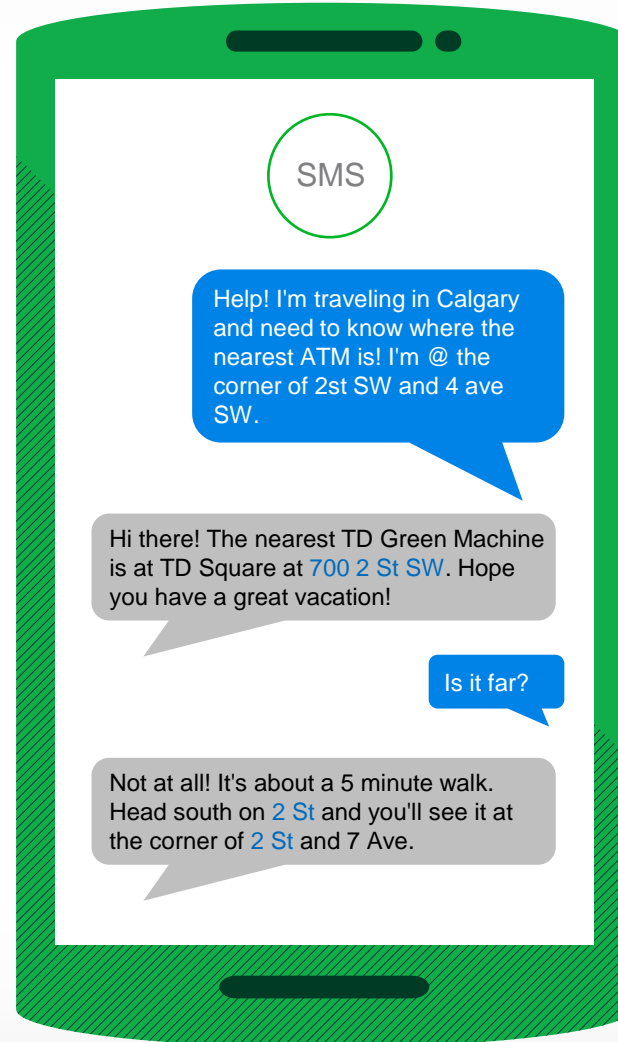 SMS
Help! I'm traveling in Calgary
and need to know where the
nearest ATM is! I'm @ the
corner of 2st SW and 4 ave
SW.
Hi there! The nearest TD Green Machine
is at TD Square at 700 2 St SW. Hope
you have a great vacation!
Is it far?
Not at all! It's about a 5 minute walk.
Head south on 2 St and you'll see it at
the corner of 2 St and 7 Ave.